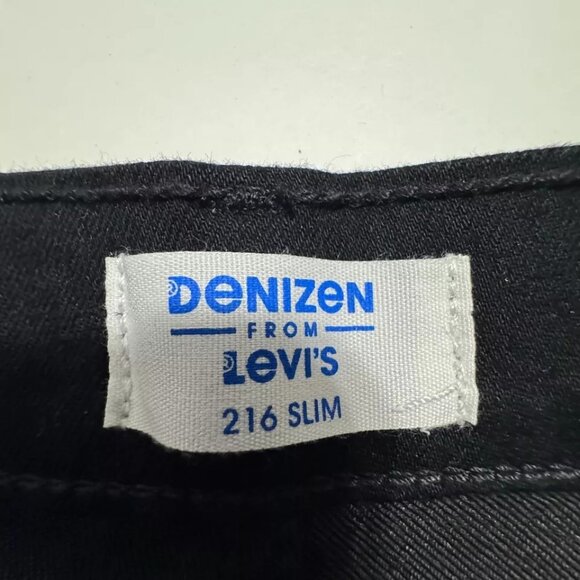 DENIZEN®
FROM
LEVI'S®
216 SLIM